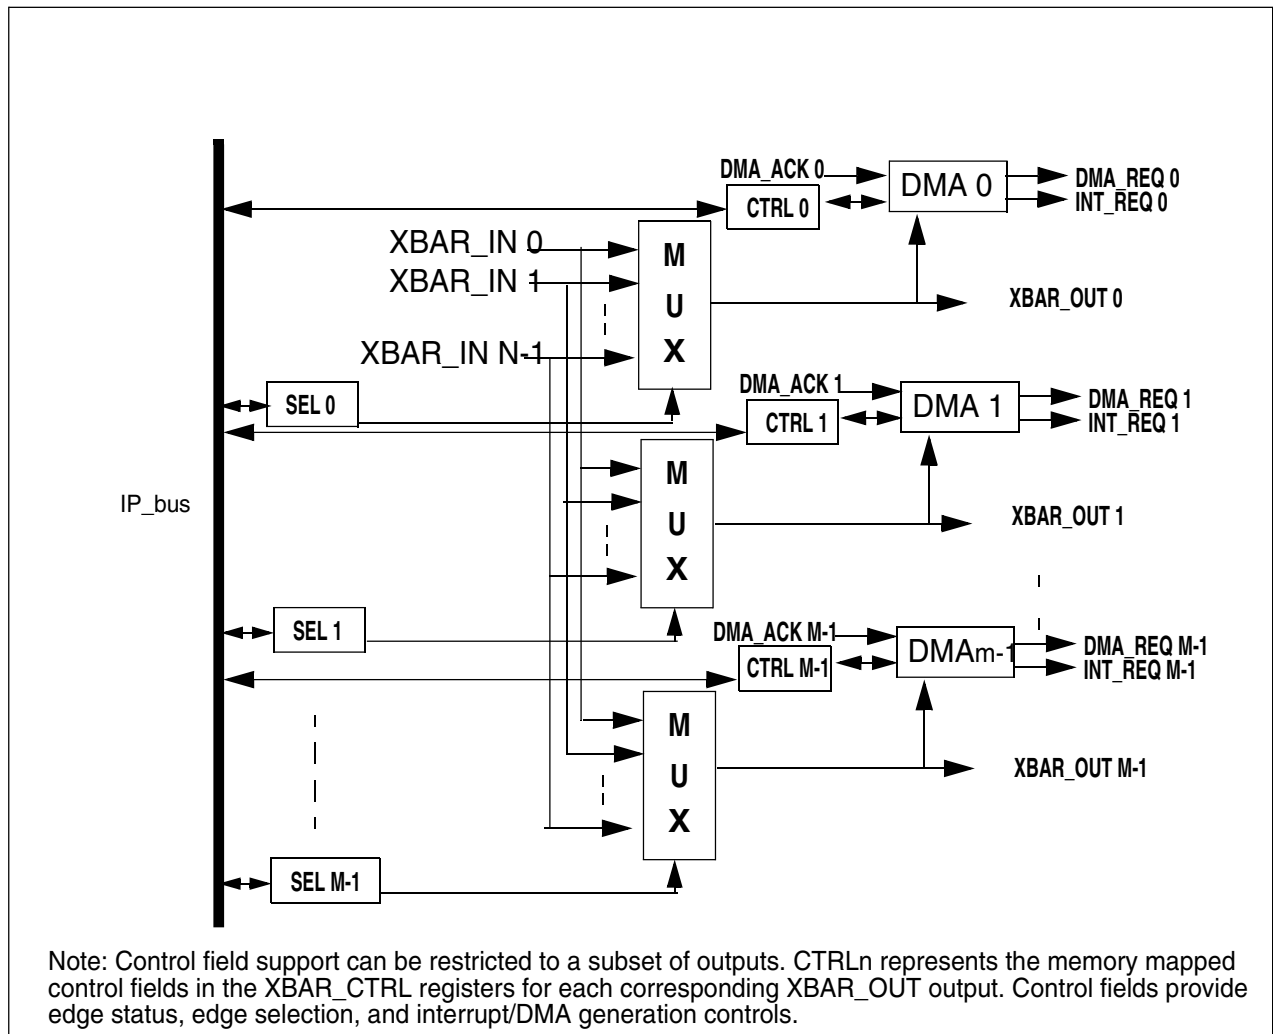 DMA_ACK 0
DMA 0
DMA_REQ 0
CTRL 0
INT_REQ 0
XBAR_IN 0
M
U
X
XBAR_IN 1
XBAR_OUT 0
XBAR_IN N-1
SEL 0
DMA_ACK 1
DMA 1
DMA_REQ 1
CTRL 1
INT_REQ 1
M
U
X
IP_bus
XBAR_OUT 1
SEL 1
DMA_ACK M-1
DMAm-1
DMA_REQ M-1
CTRL M-1
INT_REQ M-1
M
U
X
XBAR_OUT M-1
SEL M-1
Note: Control field support can be restricted to a subset of outputs. CTRLn represents the memory mapped
control fields in the XBAR_CTRL registers for each corresponding XBAR_OUT output. Control fields provide
edge status, edge selection, and interrupt/DMA generation controls.